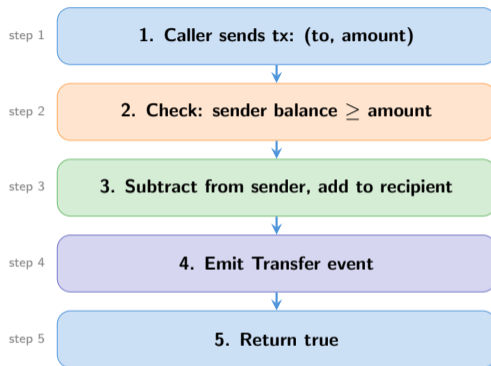 step 1
1. Caller sends tx: (to, amount)
step 2
2. Check: sender balance ≥ amount
step 3
3. Subtract from sender, add to recipient
step 4
4. Emit Transfer event
step 5
5. Return true